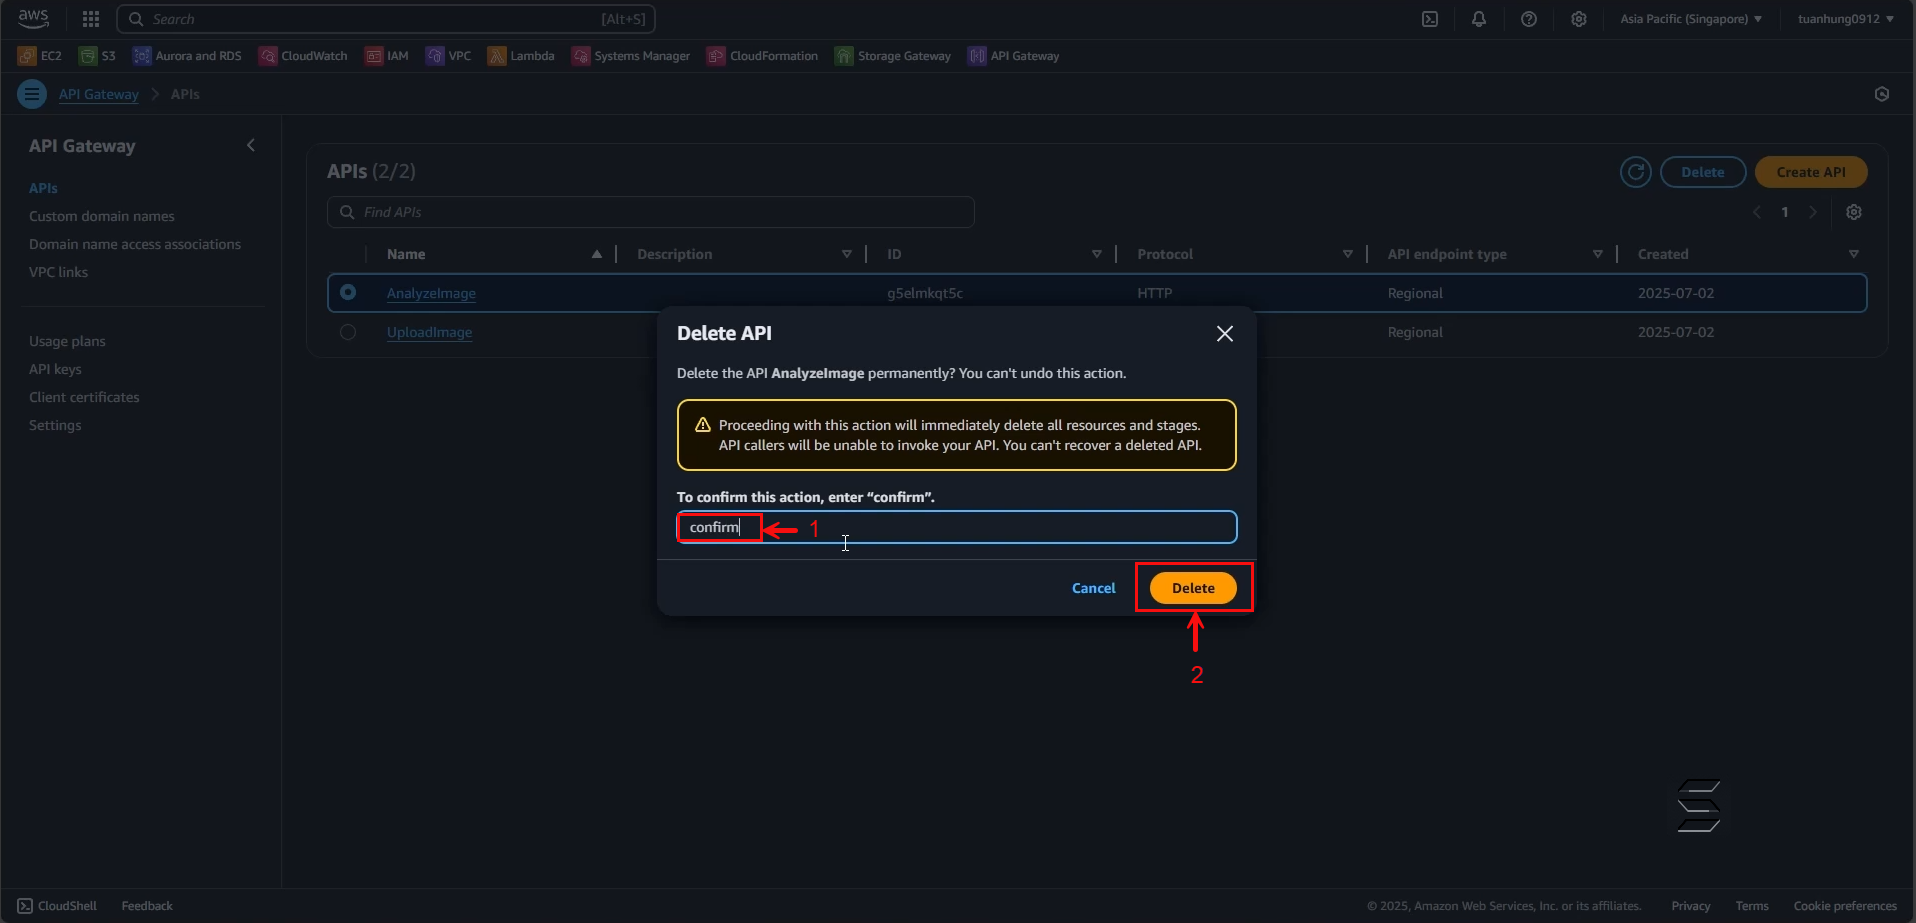 aws
Search [Alt+S]
Asia Pacific (Singapore) tuanhung0912
EC2 S3 Aurora and RDS CloudWatch IAM VPC Lambda Systems Manager CloudFormation Storage Gateway API Gateway
API Gateway APIs
API Gateway
APIs
Custom domain names
Domain name access associations
VPC links
Usage plans
API keys
Client certificates
Settings
APIs (2/2)
Delete Create API
Find APIs
1
Name Description ID Protocol API endpoint type Created
AnalyzeImage g5elmkqt5c HTTP Regional 2025-07-02
UploadImage Regional 2025-07-02
Delete API
Delete the API AnalyzeImage permanently? You can't undo this action.
Proceeding with this action will immediately delete all resources and stages.
API callers will be unable to invoke your API. You can't recover a deleted API.
To confirm this action, enter “confirm”.
confirm 1
Cancel Delete
2
CloudShell Feedback
© 2025, Amazon Web Services, Inc. or its affiliates. Privacy Terms Cookie preferences